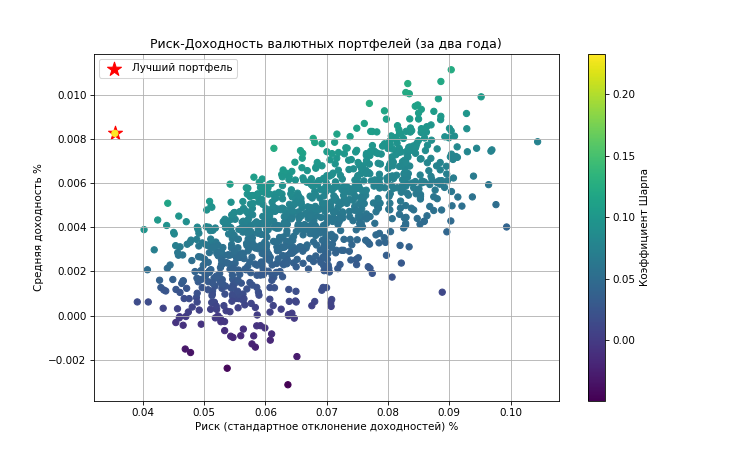 Риск-Доходность валютных портфелей (за два года)
Лучший портфель
Средняя доходность %
0.010
0.008
0.006
0.004
0.002
0.000
−0.002
0.04 0.05 0.06 0.07 0.08 0.09 0.10
Риск (стандартное отклонение доходностей) %
0.20
0.15
0.10
0.05
0.00
Коэффициент Шарпа